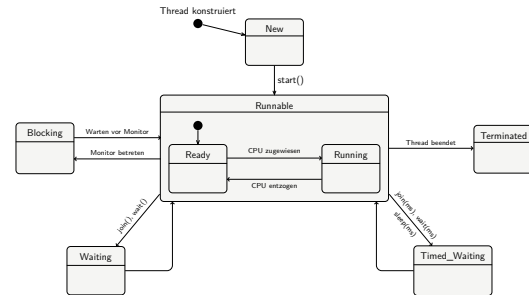 Thread konstruiert
New
start()
Runnable
Blocking
Warten vor Monitor
Monitor betreten
Ready
CPU zugewiesen
CPU entzogen
Running
Thread beendet
Terminated
join(), wait()
join(ms), wait(ms)
sleep(ms)
Waiting
Timed_Waiting